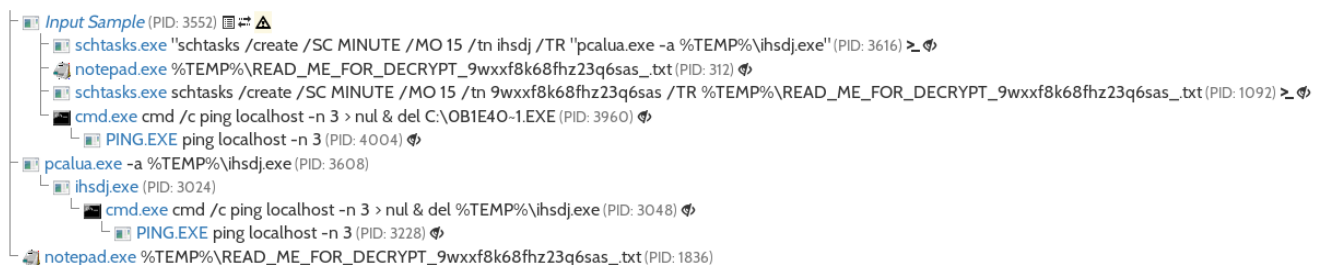 Input Sample (PID: 3552)
schtasks.exe "schtasks /create /SC MINUTE /MO 15 /tn ihsdj /TR "pcalua.exe -a %TEMP%\ihsdj.exe" (PID: 3616)
notepad.exe %TEMP%\READ_ME_FOR_DECRYPT_9wxxf8k68fhz23q6sas_.txt (PID: 312)
schtasks.exe schtasks /create /SC MINUTE /MO 15 /tn 9wxxf8k68fhz23q6sas /TR %TEMP%\READ_ME_FOR_DECRYPT_9wxxf8k68fhz23q6sas_.txt (PID: 1092)
cmd.exe cmd /c ping localhost -n 3 > nul & del C:\0B1E40~1.EXE (PID: 3960)
PING.EXE ping localhost -n 3 (PID: 4004)
pcalua.exe -a %TEMP%\ihsdj.exe (PID: 3608)
ihsdj.exe (PID: 3024)
cmd.exe cmd /c ping localhost -n 3 > nul & del %TEMP%\ihsdj.exe (PID: 3048)
PING.EXE ping localhost -n 3 (PID: 3228)
notepad.exe %TEMP%\READ_ME_FOR_DECRYPT_9wxxf8k68fhz23q6sas_.txt (PID: 1836)